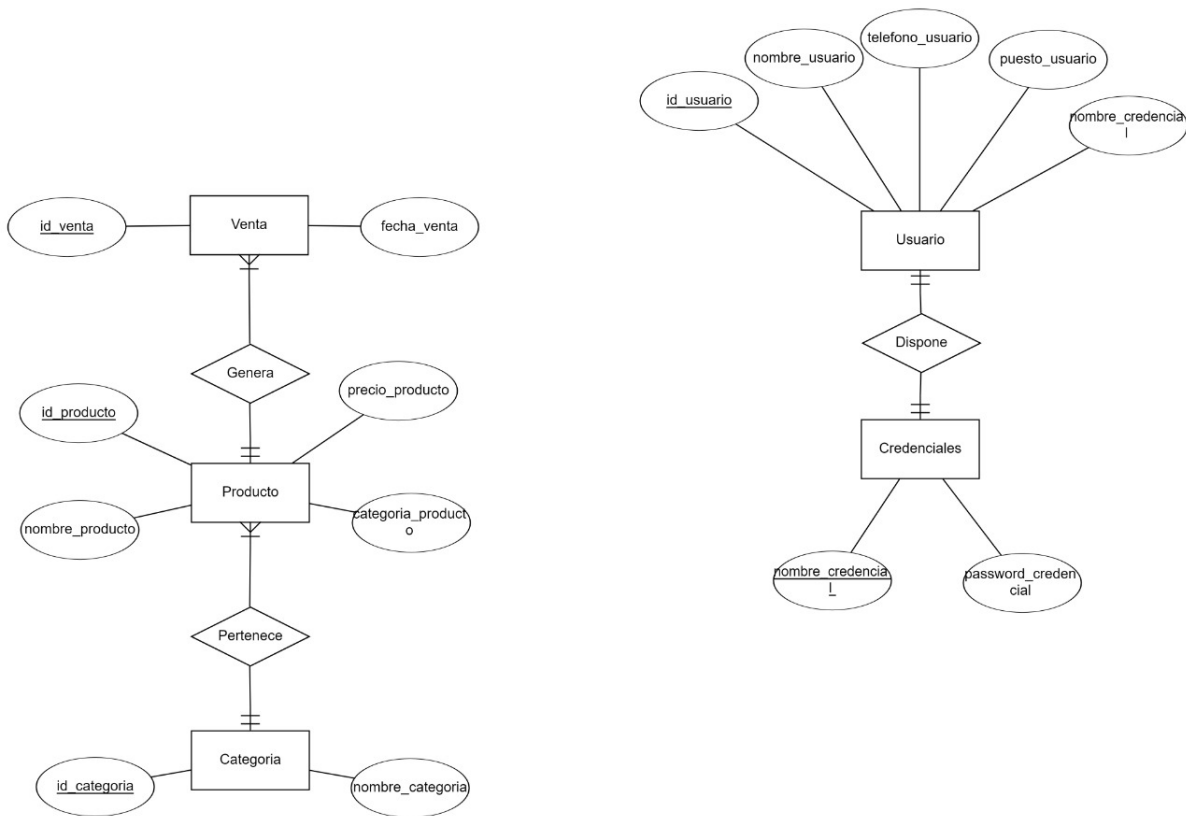 telefono_usuario
nombre_usuario
puesto_usuario
id_usuario
nombre_credencia
l
id_venta
Venta
fecha_venta
Usuario
Genera
Dispone
id_producto
precio_producto
Credenciales
Producto
nombre_producto
categoria_product
o
nombre_credencia
l
password_creden
cial
Pertenece
Categoria
id_categoria
nombre_categoria